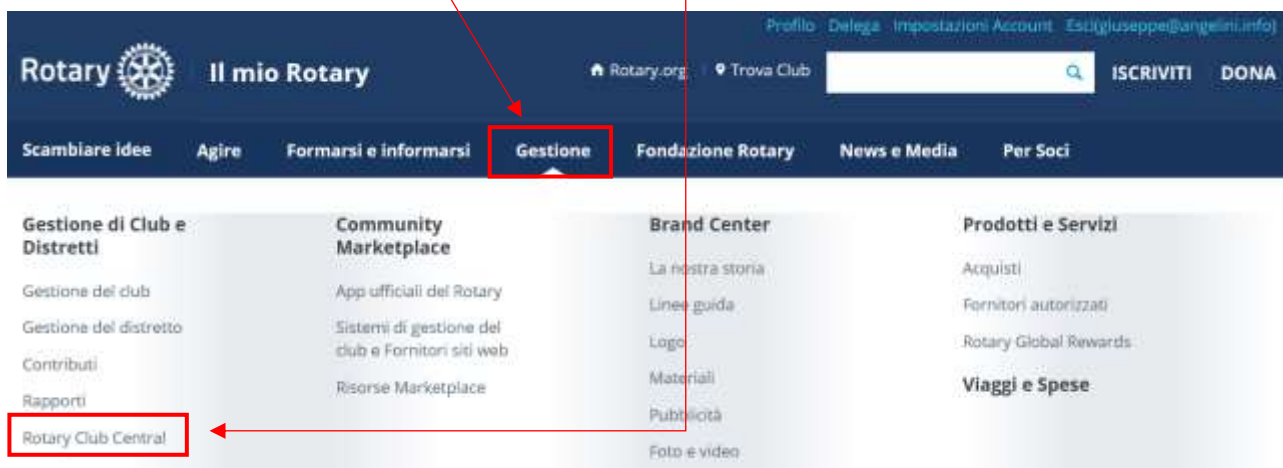 Profilo Delega Impostazioni Account Esci(giuseppe@angelini.info)
Rotary Il mio Rotary Rotary.org Trova Club ISCRIVITI DONA
Scambiare idee Agire Formarsi e informarsi Gestione Fondazione Rotary News e Media Per Soci
Gestione di Club e
Distretti
Gestione del club
Gestione del distretto
Contributi
Rapporti
Rotary Club Central
Community
Marketplace
App ufficiali del Rotary
Sistemi di gestione del
club e Fornitori siti web
Risorse Marketplace
Brand Center
La nostra storia
Linee guida
Logo
Materiali
Pubblicità
Foto e video
Prodotti e Servizi
Acquisti
Fornitori autorizzati
Rotary Global Rewards
Viaggi e Spese